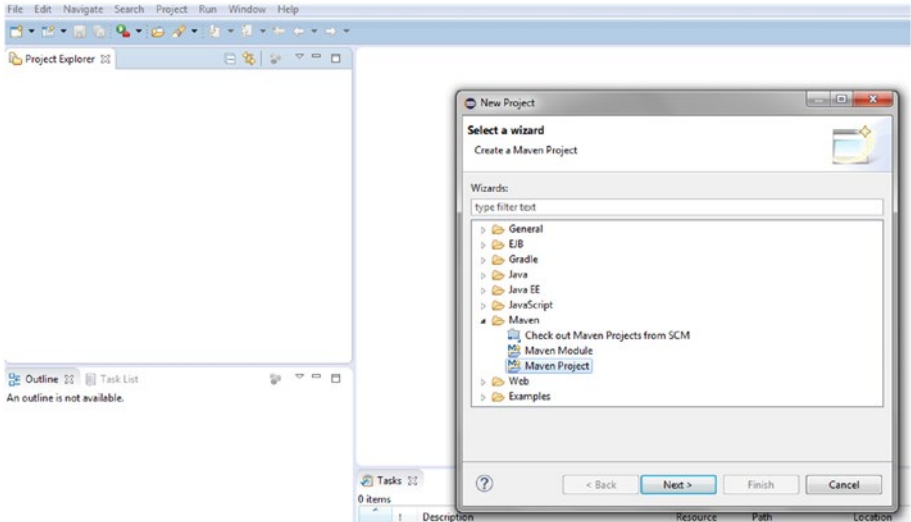 File Edit Navigate Search Project Run Window Help
Project Explorer
New Project
Select a wizard
Create a Maven Project
Wizards:
type filter text
General
EJB
Gradle
Java
Java EE
JavaScript
Maven
Check out Maven Projects from SCM
Maven Module
Maven Project
Web
Examples
Outline Task List
An outline is not available.
< Back Next > Finish Cancel
Tasks
0 items
! Description Resource Path Location